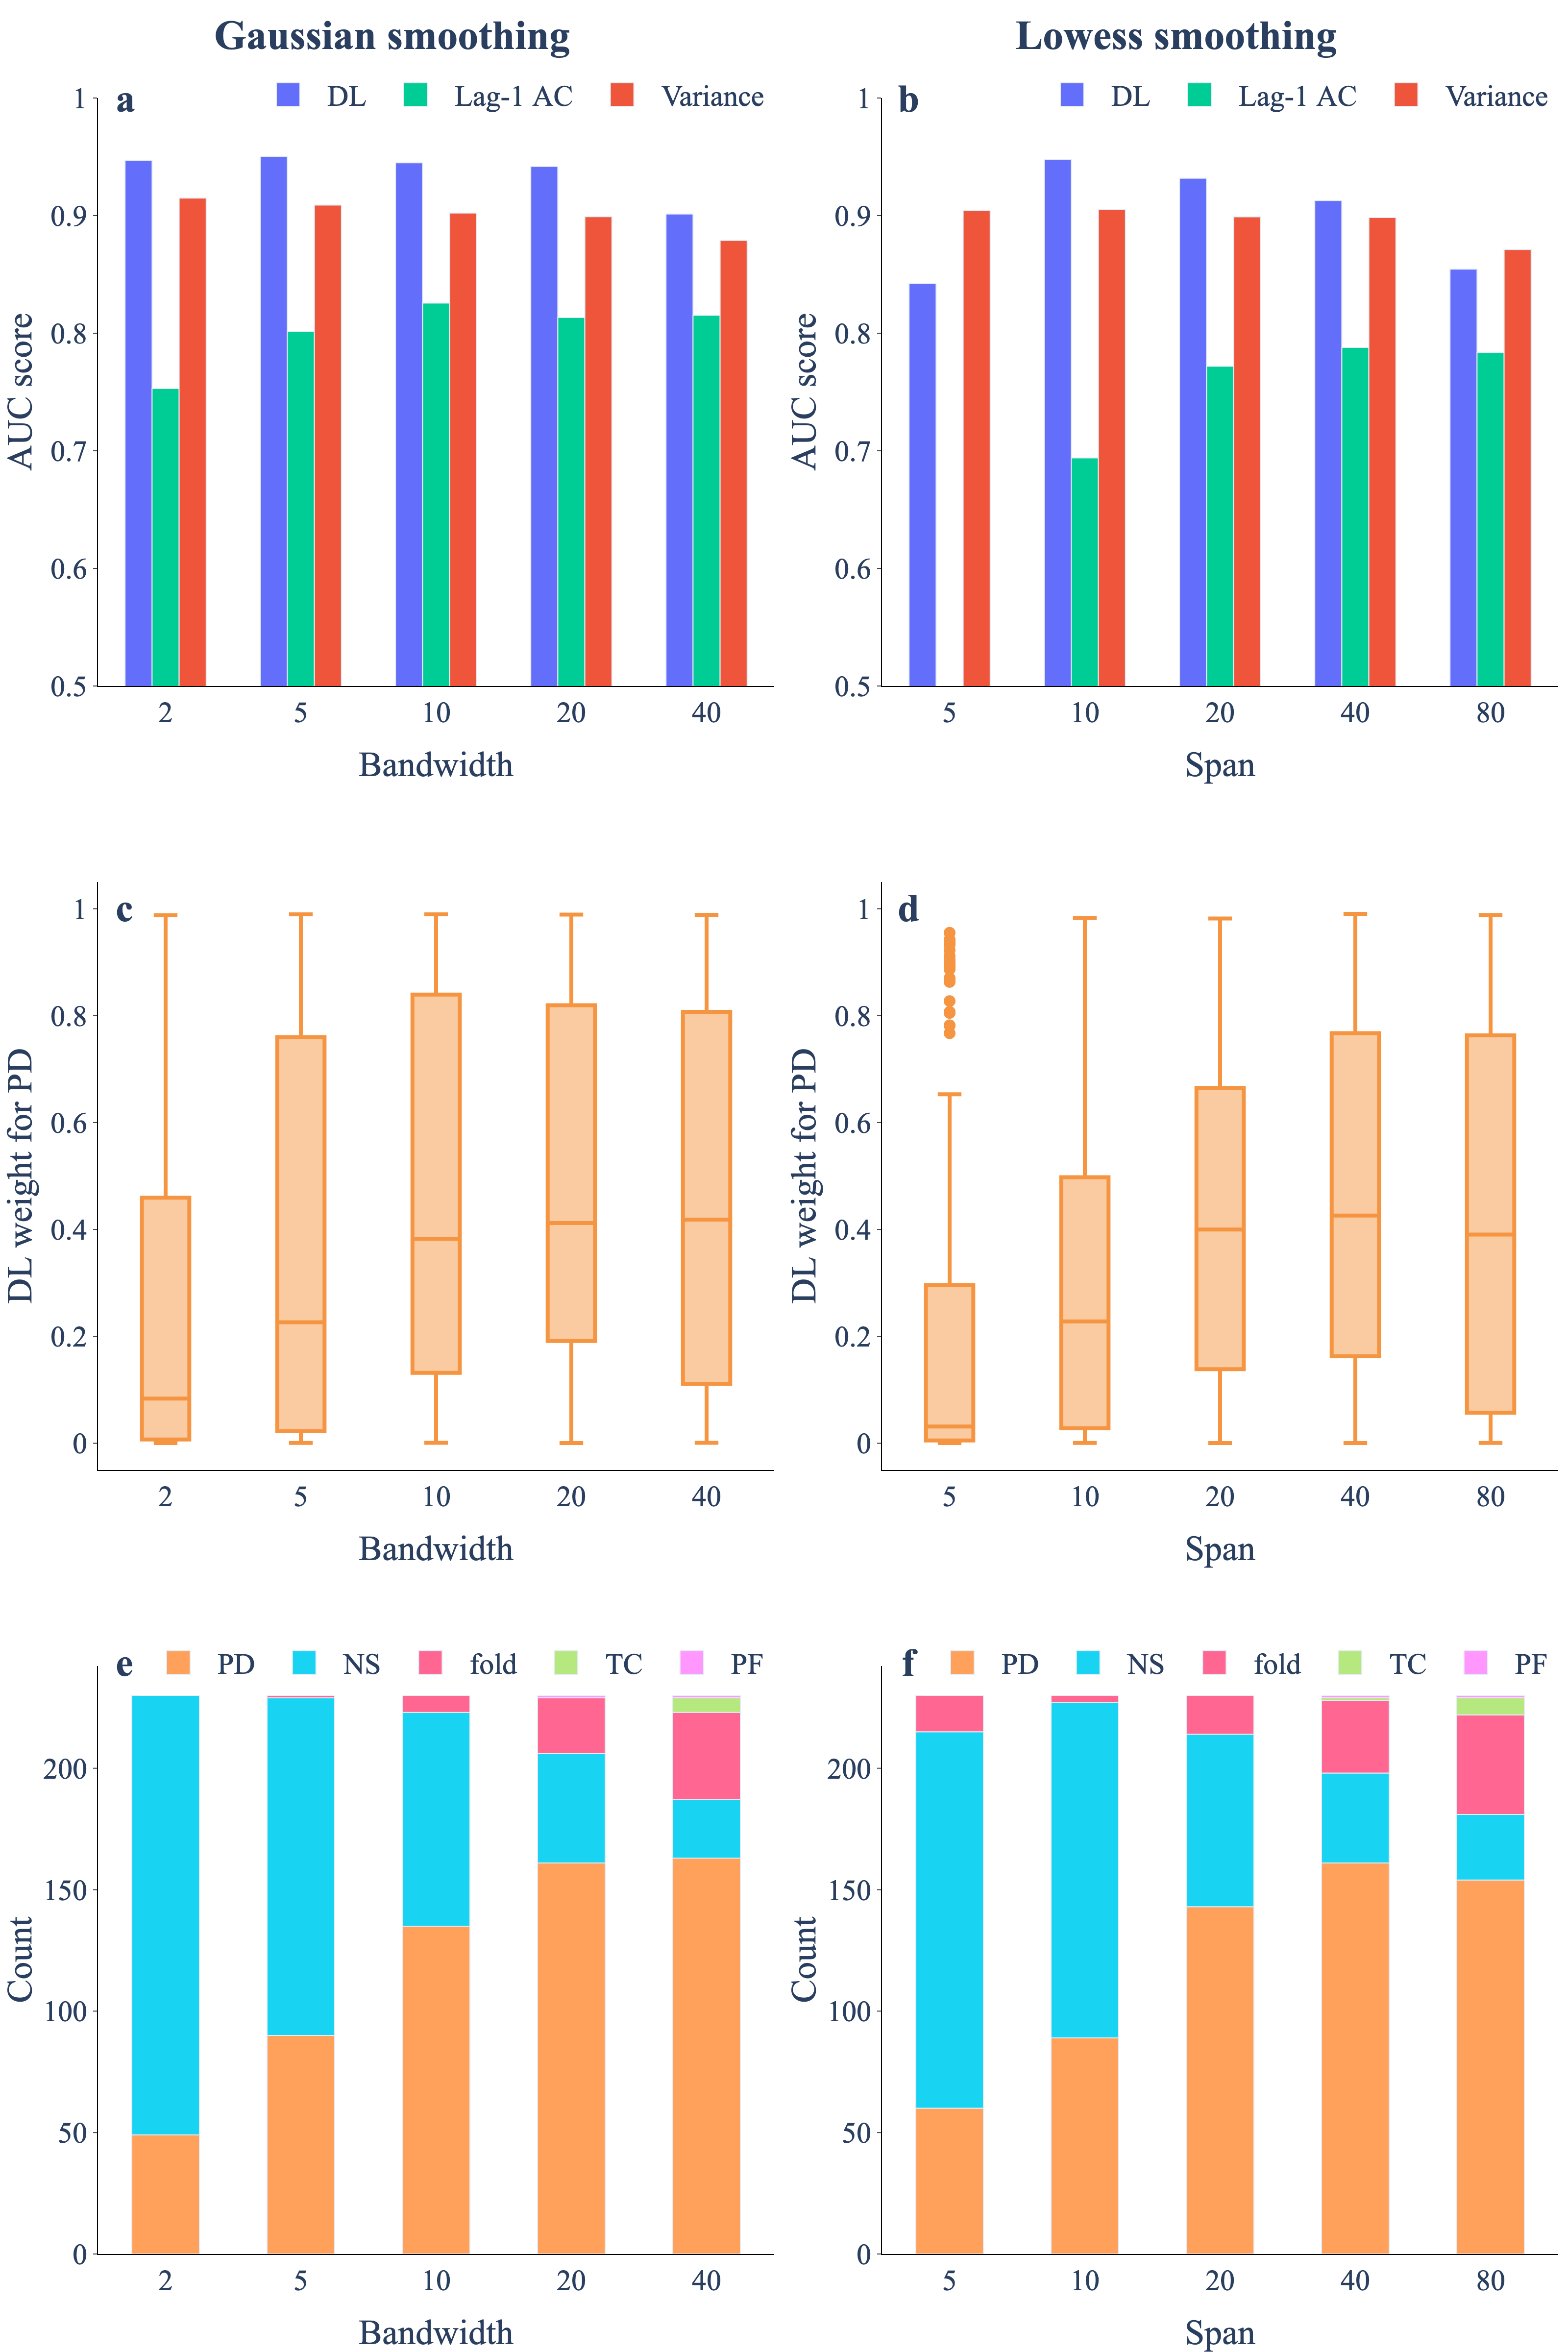 Gaussian smoothing
Lowess smoothing
a
DL
Lag-1 AC
Variance
1
0.9
0.8
0.7
0.6
0.5
AUC score
2
5
10
20
40
Bandwidth
b
DL
Lag-1 AC
Variance
1
0.9
0.8
0.7
0.6
0.5
AUC score
5
10
20
40
80
Span
c
1
0.8
0.6
0.4
0.2
0
DL weight for PD
2
5
10
20
40
Bandwidth
d
1
0.8
0.6
0.4
0.2
0
DL weight for PD
5
10
20
40
80
Span
e
PD
NS
fold
TC
PF
200
150
100
50
0
Count
2
5
10
20
40
Bandwidth
f
PD
NS
fold
TC
PF
200
150
100
50
0
Count
5
10
20
40
80
Span